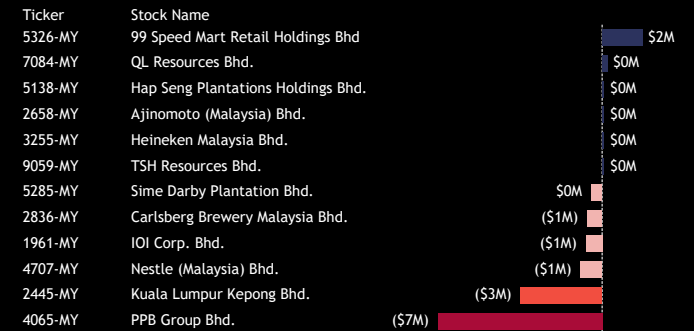 Ticker Stock Name
5326-MY 99 Speed Mart Retail Holdings Bhd $2M
7084-MY QL Resources Bhd. $0M
5138-MY Hap Seng Plantations Holdings Bhd. $0M
2658-MY Ajinomoto (Malaysia) Bhd. $0M
3255-MY Heineken Malaysia Bhd. $0M
9059-MY TSH Resources Bhd. $0M
5285-MY Sime Darby Plantation Bhd. $0M
2836-MY Carlsberg Brewery Malaysia Bhd. ($1M)
1961-MY IOI Corp. Bhd. ($1M)
4707-MY Nestle (Malaysia) Bhd. ($1M)
2445-MY Kuala Lumpur Kepong Bhd. ($3M)
4065-MY PPB Group Bhd. ($7M)